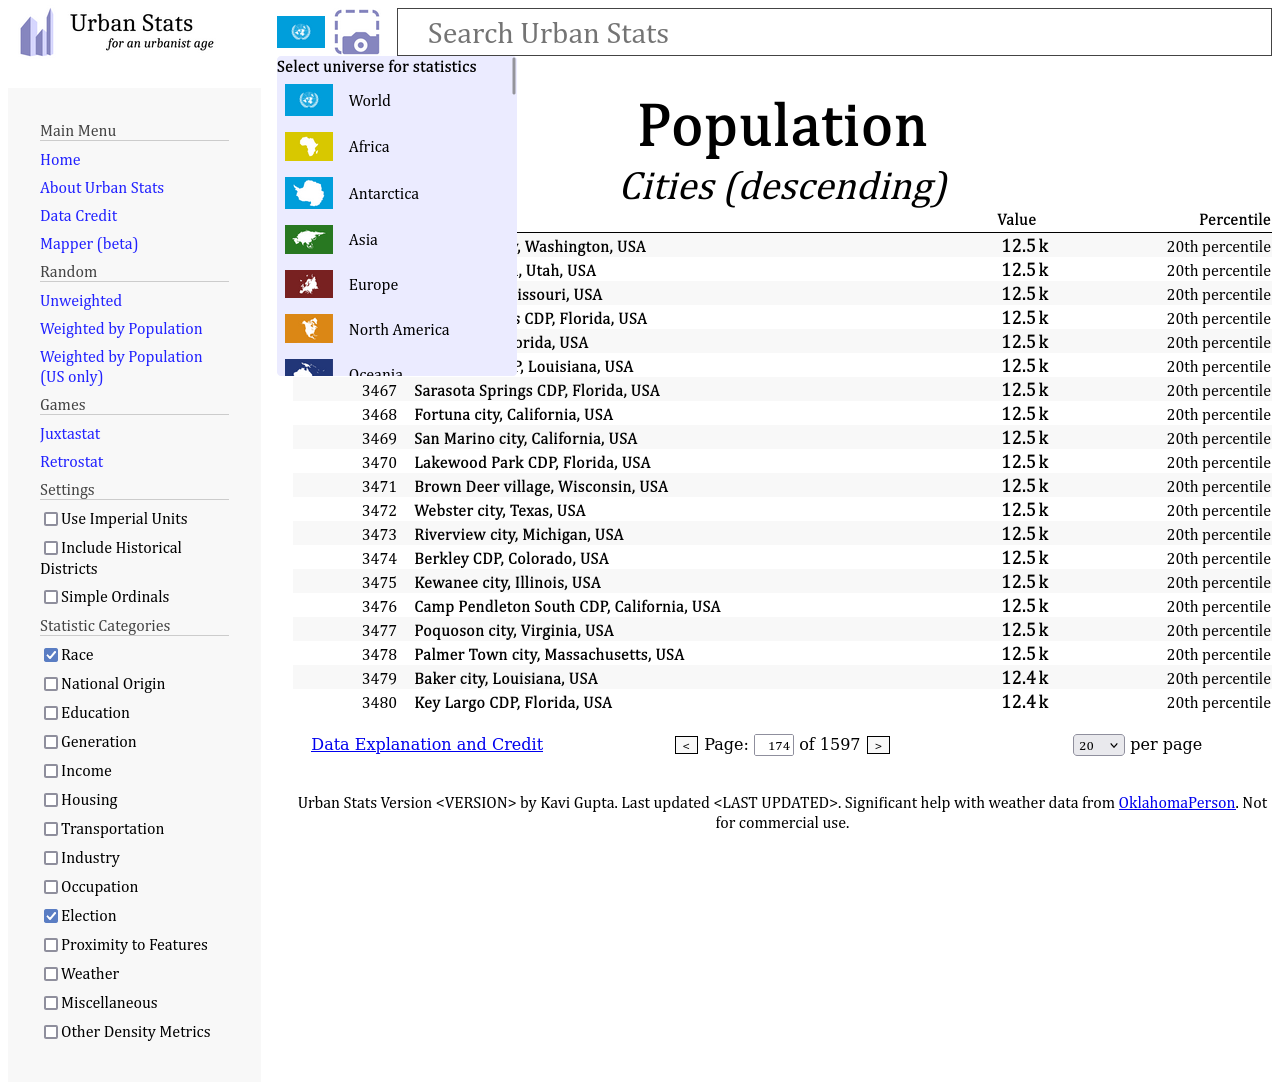 Urban Stats
for an urbanist age
Search Urban Stats
Select universe for statistics
World
Africa
Antarctica
Asia
Europe
North America
Oceania
Main Menu
Home
About Urban Stats
Data Credit
Mapper (beta)
Random
Unweighted
Weighted by Population
Weighted by Population
(US only)
Games
Juxtastat
Retrostat
Settings
Use Imperial Units
Include Historical
Districts
Simple Ordinals
Statistic Categories
Race
National Origin
Education
Generation
Income
Housing
Transportation
Industry
Occupation
Election
Proximity to Features
Weather
Miscellaneous
Other Density Metrics
Population
Cities (descending)
Value Percentile
, Washington, USA 12.5 k 20th percentile
, Utah, USA 12.5 k 20th percentile
USA 12.5 k 20th percentile
CDP, Florida, USA 12.5 k 20th percentile
USA 12.5 k 20th percentile
, Louisiana, USA 12.5 k 20th percentile
3467 Sarasota Springs CDP, Florida, USA 12.5 k 20th percentile
3468 Fortuna city, California, USA 12.5 k 20th percentile
3469 San Marino city, California, USA 12.5 k 20th percentile
3470 Lakewood Park CDP, Florida, USA 12.5 k 20th percentile
3471 Brown Deer village, Wisconsin, USA 12.5 k 20th percentile
3472 Webster city, Texas, USA 12.5 k 20th percentile
3473 Riverview city, Michigan, USA 12.5 k 20th percentile
3474 Berkley CDP, Colorado, USA 12.5 k 20th percentile
3475 Kewanee city, Illinois, USA 12.5 k 20th percentile
3476 Camp Pendleton South CDP, California, USA 12.5 k 20th percentile
3477 Poquoson city, Virginia, USA 12.5 k 20th percentile
3478 Palmer Town city, Massachusetts, USA 12.5 k 20th percentile
3479 Baker city, Louisiana, USA 12.4 k 20th percentile
3480 Key Largo CDP, Florida, USA 12.4 k 20th percentile
Data Explanation and Credit < Page: 174 of 1597 > 20 per page
Urban Stats Version <VERSION> by Kavi Gupta. Last updated <LAST UPDATED>. Significant help with weather data from OklahomaPerson. Not
for commercial use.